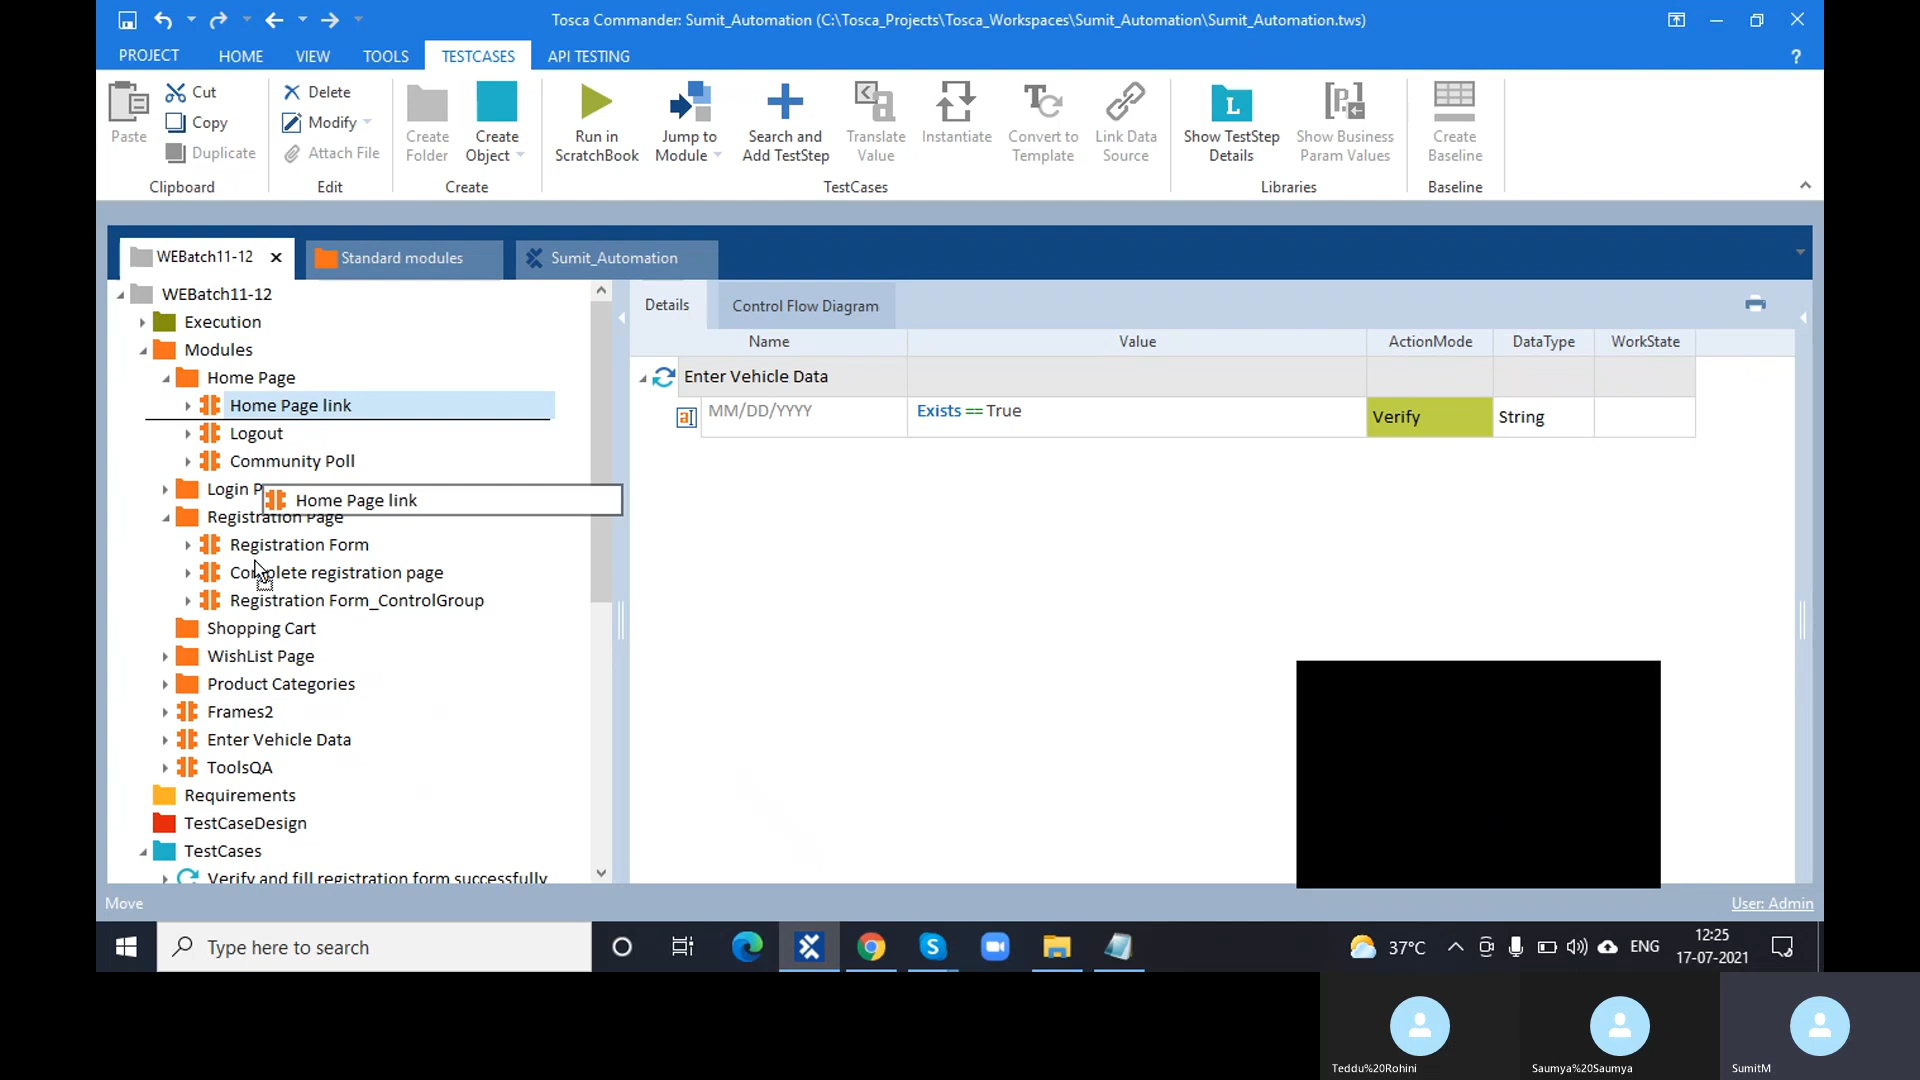 Tosca Commander: Sumit_Automation (C:\Tosca_Projects\Tosca_Workspaces\Sumit_Automation\Sumit_Automation.tws)
PROJECT HOME VIEW TOOLS TESTCASES API TESTING ?
Paste
Cut
Copy
Duplicate
Clipboard
Delete
Modify
Attach File
Edit
Create Folder
Create Object
Create
Run in ScratchBook
Jump to Module
Search and Add TestStep
Translate Value
Instantiate
Convert to Template
Link Data Source
TestCases
Show TestStep Details
Show Business Param Values
Libraries
Create Baseline
Baseline
WEBatch11-12 Standard modules Sumit_Automation
WEBatch11-12
Execution
Modules
Home Page
Home Page link
Logout
Community Poll
Login P
Home Page link
Registration Page
Registration Form
Complete registration page
Registration Form_ControlGroup
Shopping Cart
WishList Page
Product Categories
Frames2
Enter Vehicle Data
ToolsQA
Requirements
TestCaseDesign
TestCases
Verify and fill registration form successfully
Details Control Flow Diagram
Name Value ActionMode DataType WorkState
Enter Vehicle Data
MM/DD/YYYY Exists == True Verify String
Move User: Admin
Type here to search
37°C ENG
12:25
17-07-2021
Teddu%20Rohini Saumya%20Saumya SumitM